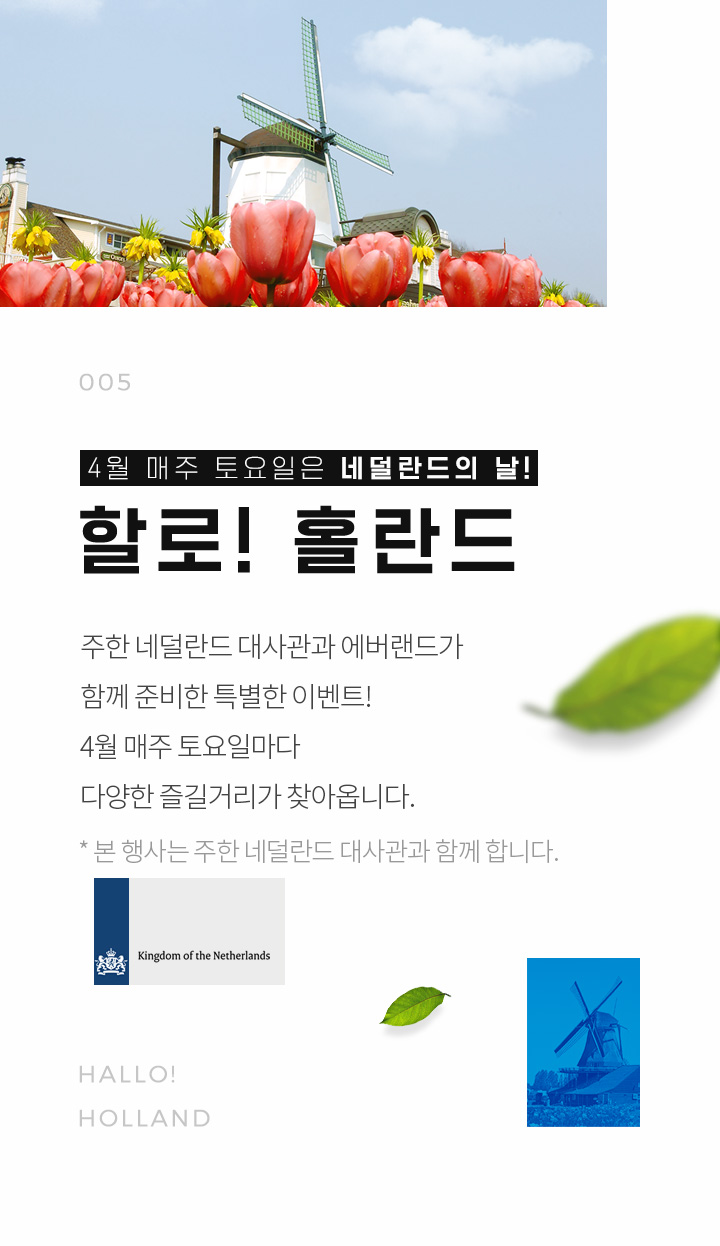 005
4월 매주 토요일은 네덜란드의 날!
할로! 홀란드
주한 네덜란드 대사관과 에버랜드가
함께 준비한 특별한 이벤트!
4월 매주 토요일마다
다양한 즐길거리가 찾아옵니다.
* 본 행사는 주한 네덜란드 대사관과 함께 합니다.
Kingdom of the Netherlands
HALLO!
HOLLAND